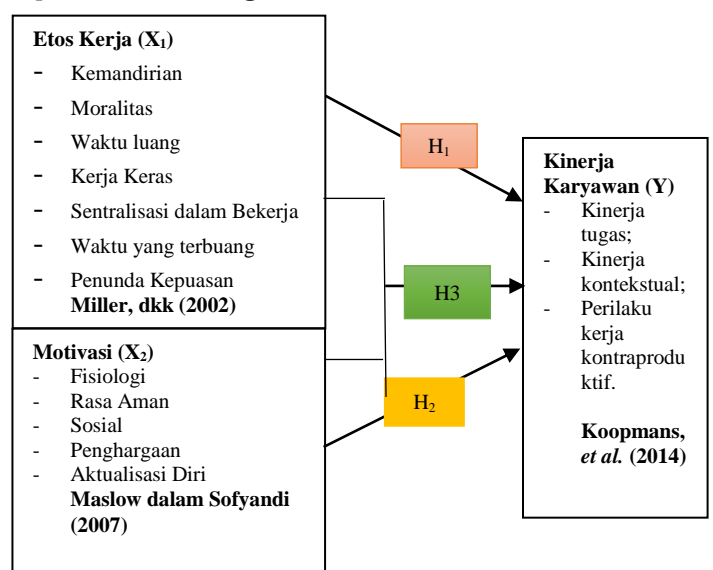 Etos Kerja (X₁)
- Kemandirian
- Moralitas
- Waktu luang
- Kerja Keras
- Sentralisasi dalam Bekerja
- Waktu yang terbuang
- Penunda Kepuasan
Miller, dkk (2002)
Motivasi (X₂)
- Fisiologi
- Rasa Aman
- Sosial
- Penghargaan
- Aktualisasi Diri
Maslow dalam Sofyandi
(2007)
H₁
H3
H₂
Kinerja
Karyawan (Y)
- Kinerja
tugas;
- Kinerja
kontekstual;
- Perilaku
kerja
kontraprodu
ktif.
Koopmans,
et al. (2014)